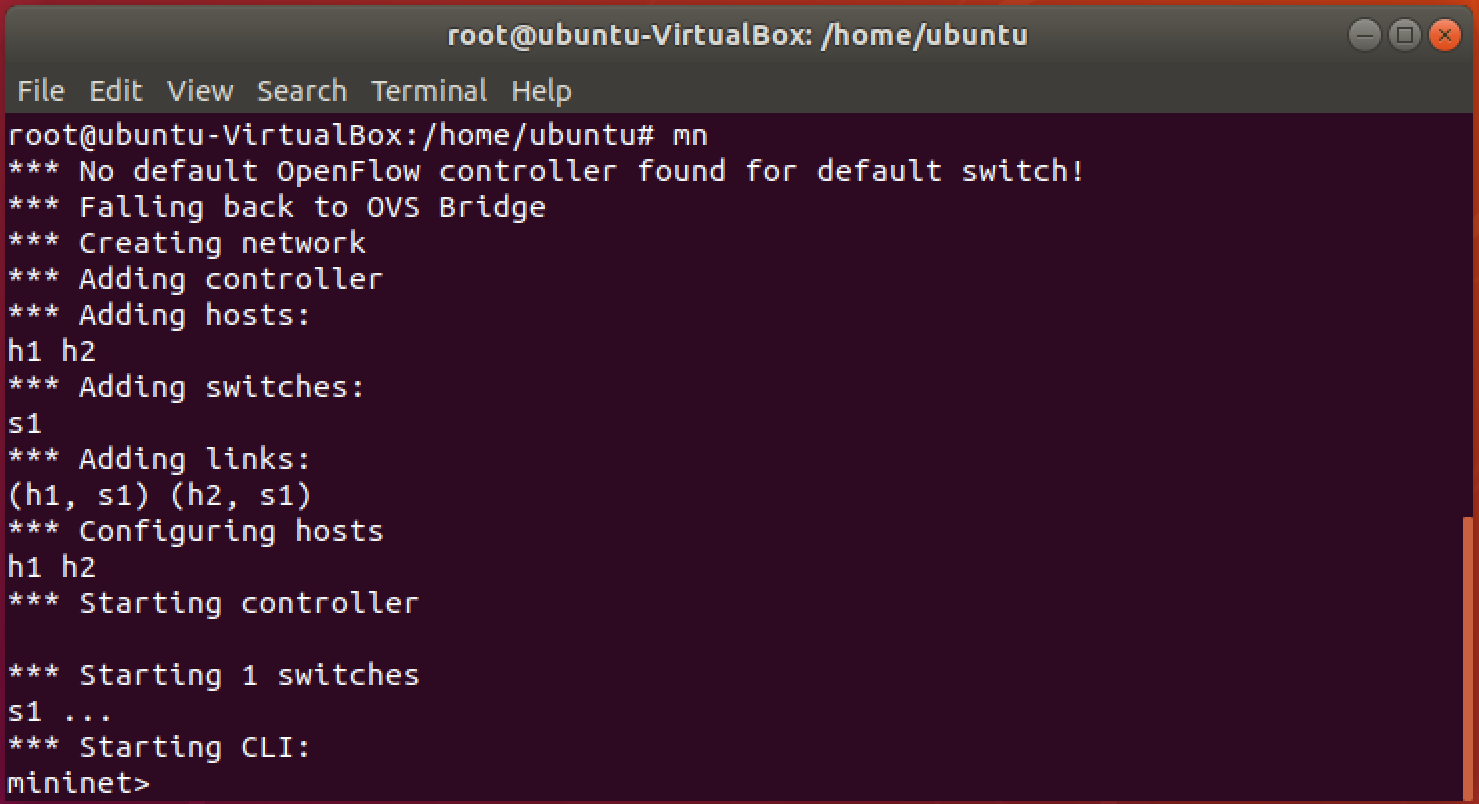 root@ubuntu-VirtualBox: /home/ubuntu
File Edit View Search Terminal Help
root@ubuntu-VirtualBox:/home/ubuntu# mn
*** No default OpenFlow controller found for default switch!
*** Falling back to OVS Bridge
*** Creating network
*** Adding controller
*** Adding hosts:
h1 h2
*** Adding switches:
s1
*** Adding links:
(h1, s1) (h2, s1)
*** Configuring hosts
h1 h2
*** Starting controller

*** Starting 1 switches
s1 ...
*** Starting CLI:
mininet>